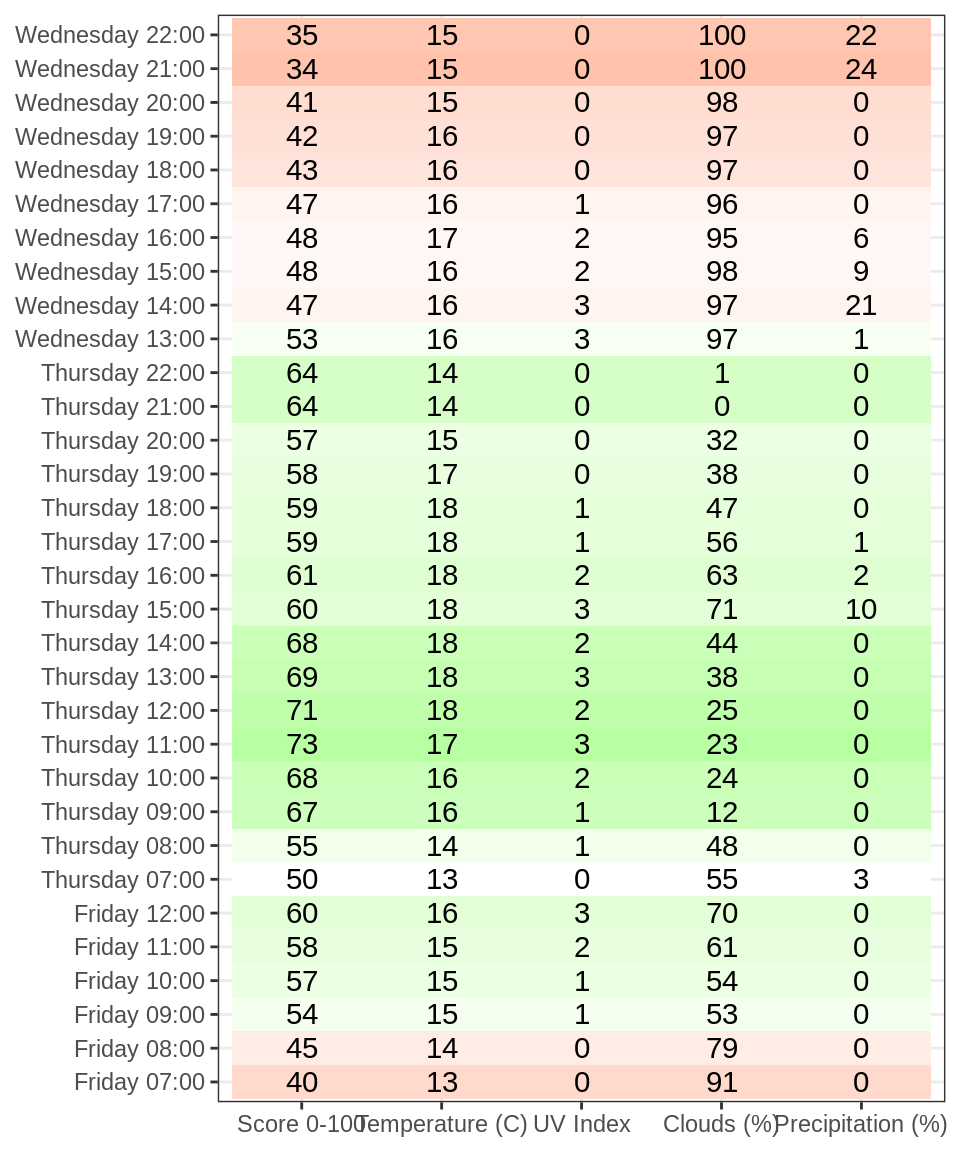 Wednesday 22:00 35 15 0 100 22
Wednesday 21:00 34 15 0 100 24
Wednesday 20:00 41 15 0 98 0
Wednesday 19:00 42 16 0 97 0
Wednesday 18:00 43 16 0 97 0
Wednesday 17:00 47 16 1 96 0
Wednesday 16:00 48 17 2 95 6
Wednesday 15:00 48 16 2 98 9
Wednesday 14:00 47 16 3 97 21
Wednesday 13:00 53 16 3 97 1
Thursday 22:00 64 14 0 1 0
Thursday 21:00 64 14 0 0 0
Thursday 20:00 57 15 0 32 0
Thursday 19:00 58 17 0 38 0
Thursday 18:00 59 18 1 47 0
Thursday 17:00 59 18 1 56 1
Thursday 16:00 61 18 2 63 2
Thursday 15:00 60 18 3 71 10
Thursday 14:00 68 18 2 44 0
Thursday 13:00 69 18 3 38 0
Thursday 12:00 71 18 2 25 0
Thursday 11:00 73 17 3 23 0
Thursday 10:00 68 16 2 24 0
Thursday 09:00 67 16 1 12 0
Thursday 08:00 55 14 1 48 0
Thursday 07:00 50 13 0 55 3
Friday 12:00 60 16 3 70 0
Friday 11:00 58 15 2 61 0
Friday 10:00 57 15 1 54 0
Friday 09:00 54 15 1 53 0
Friday 08:00 45 14 0 79 0
Friday 07:00 40 13 0 91 0
Score 0-100 Temperature (C) UV Index Clouds (%) Precipitation (%)